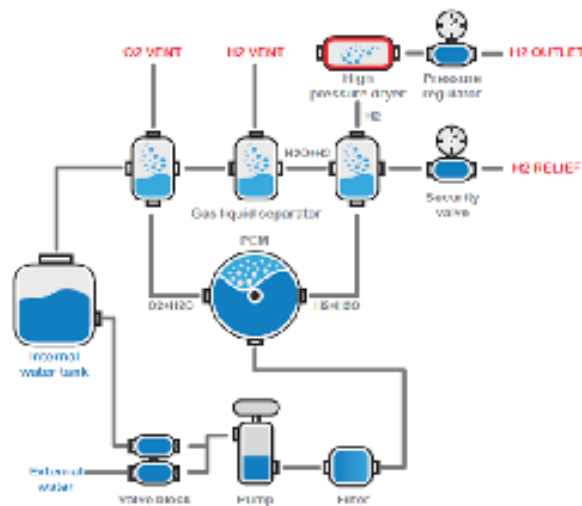 O2 VENT
H2 VENT
H2 OUTLET
High
pressure dryer
Pressure
regulator
H2
H2O+H2
H2 RELIEF
Security
valve
Gas liquid separator
O2+H2O
H2+H2O
Internal
water tank
External
water
Valve block
Pump
Filter